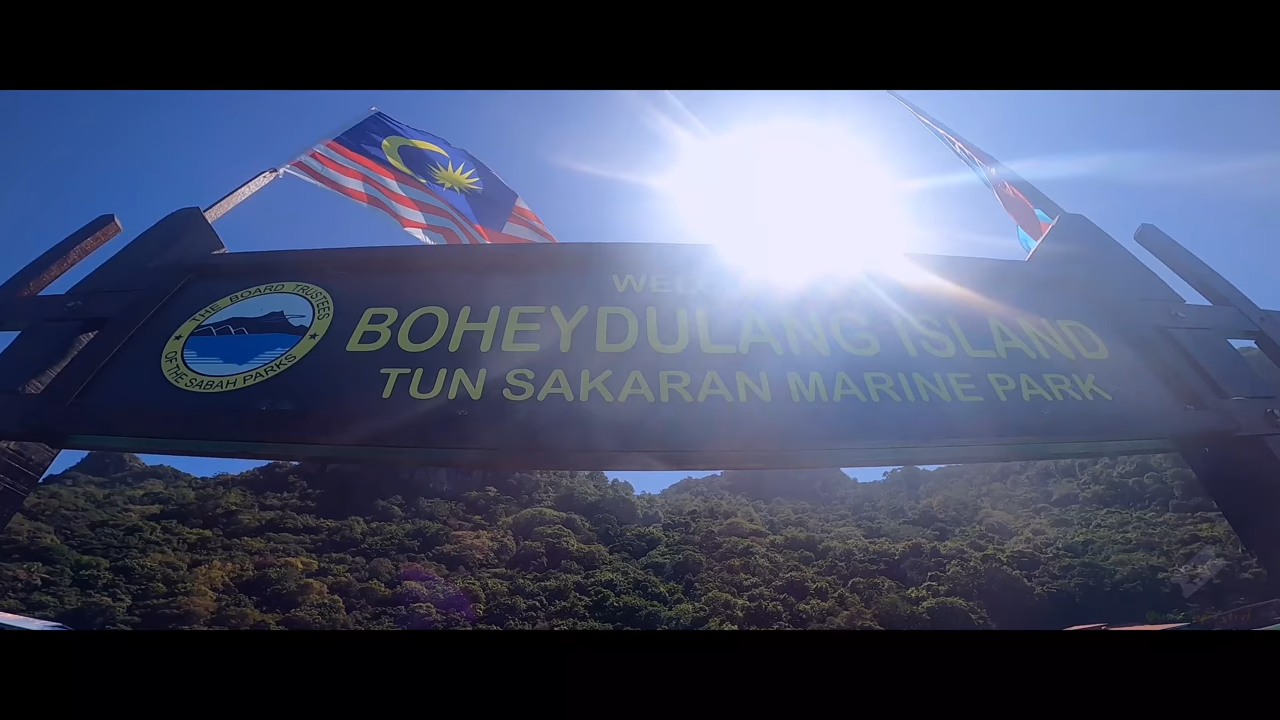 THE BOARD TRUSTEES
OF THE SABAH PARKS
BOHEYDULANG ISLAND
TUN SAKARAN MARINE PARK